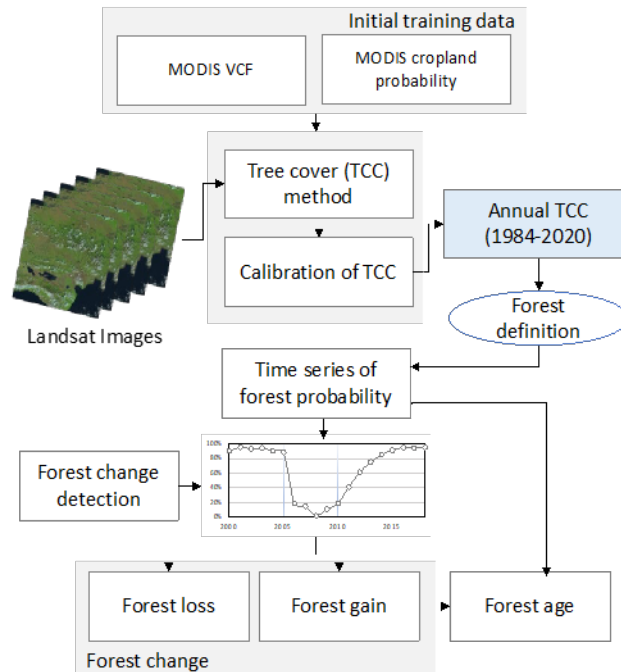 Initial training data
MODIS VCF
MODIS cropland
probability
Tree cover (TCC)
method
Calibration of TCC
Annual TCC
(1984-2020)
Landsat Images
Forest
definition
Time series of
forest probability
Forest change
detection
100%
80%
60%
40%
20%
0%
2000
2005
2010
2015
Forest loss
Forest gain
Forest age
Forest change